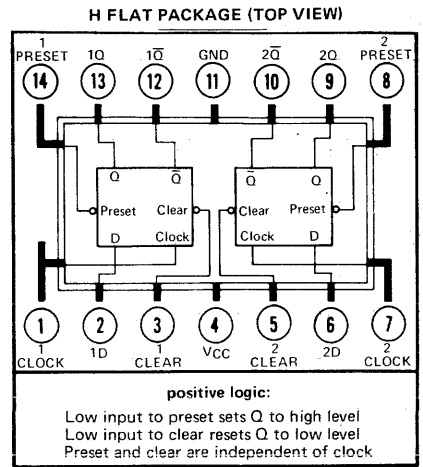 H FLAT PACKAGE (TOP VIEW)
1 PRESET 1Q 1Q̅ GND 2Q̅ 2Q 2 PRESET
14 13 12 11 10 9 8
Q Q̅ Q̅ Q
Preset Clear Clear Preset
D Clock Clock D
1 2 3 4 5 6 7
1 CLOCK 1D 1 CLEAR VCC 2 CLEAR 2D 2 CLOCK
positive logic:
Low input to preset sets Q to high level
Low input to clear resets Q to low level
Preset and clear are independent of clock